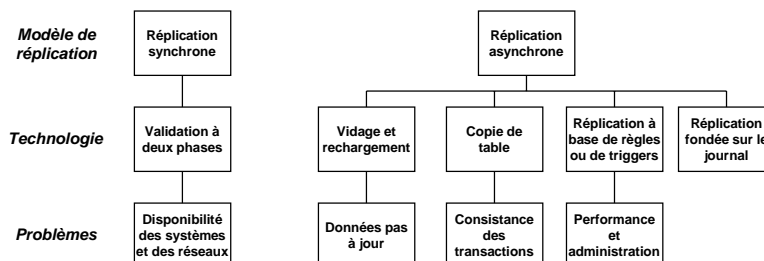 Modèle de
réplication
Réplication
synchrone
Réplication
asynchrone
Technologie
Validation à
deux phases
Vidage et
rechargement
Copie de
table
Réplication à
base de règles
ou de triggers
Réplication
fondée sur le
journal
Problèmes
Disponibilité
des systèmes
et des réseaux
Données pas
à jour
Consistance
des
transactions
Performance et
administration